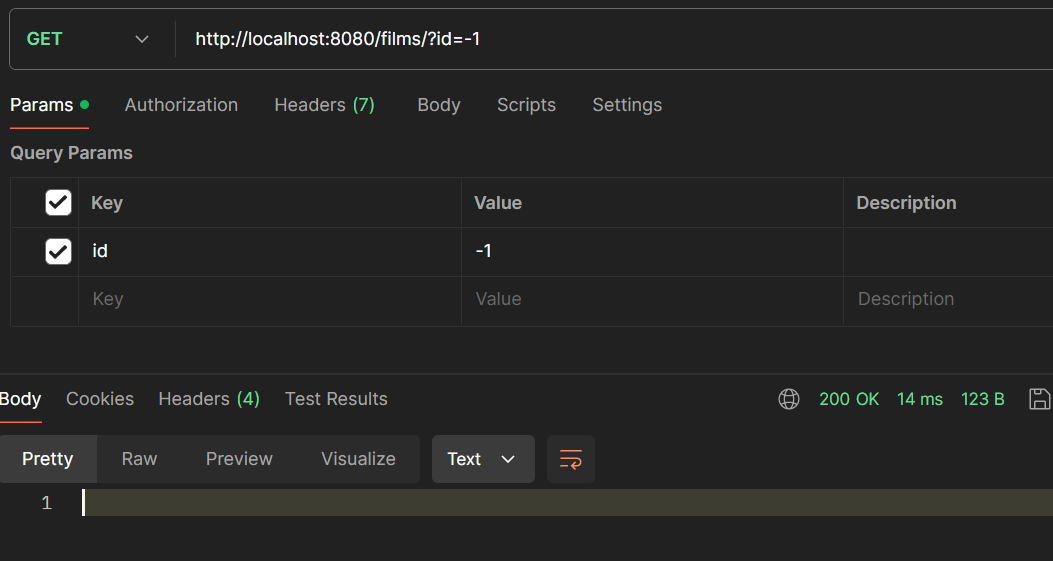 GET http://localhost:8080/films/?id=-1
Params Authorization Headers (7) Body Scripts Settings
Query Params
Key Value Description
id -1
Key Value Description
Body Cookies Headers (4) Test Results 200 OK 14 ms 123 B
Pretty Raw Preview Visualize Text
1